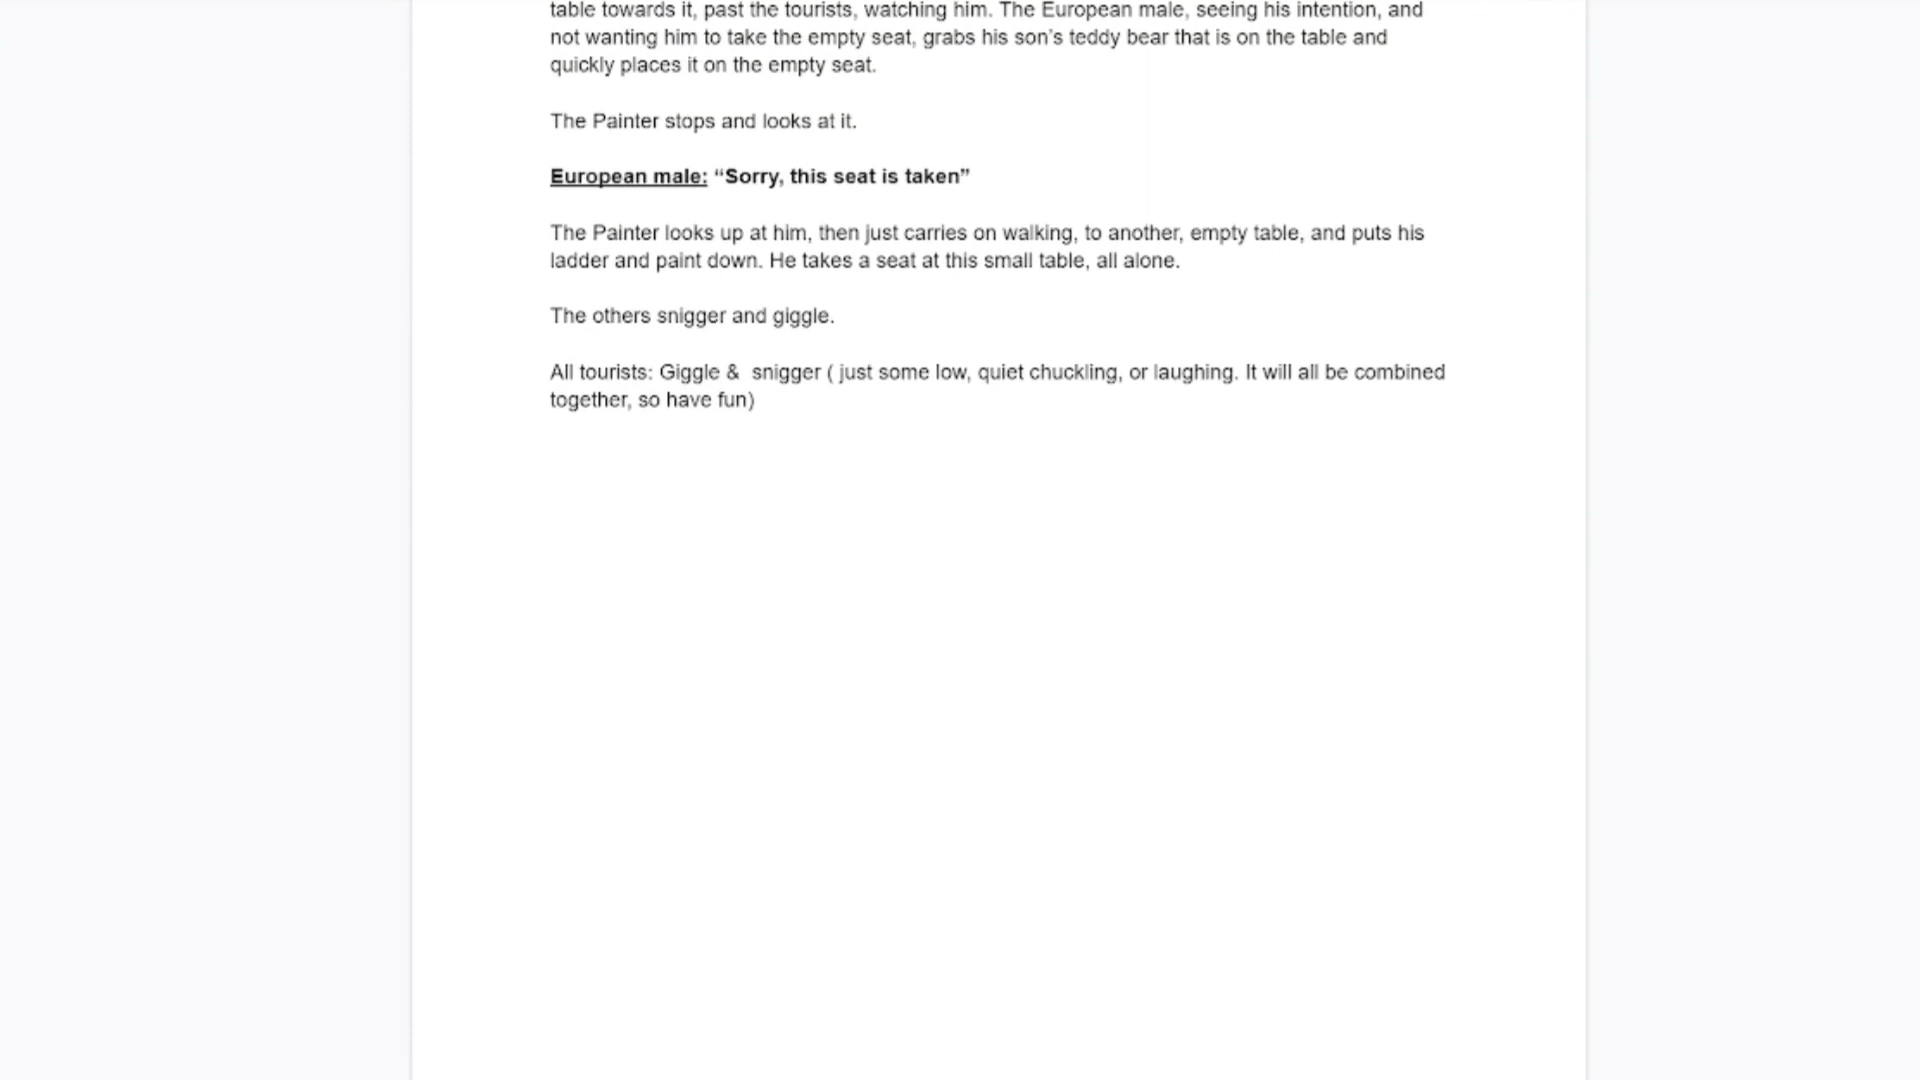 table towards it, past the tourists, watching him. The European male, seeing his intention, and
not wanting him to take the empty seat, grabs his son’s teddy bear that is on the table and
quickly places it on the empty seat.
The Painter stops and looks at it.
European male: “Sorry, this seat is taken”
The Painter looks up at him, then just carries on walking, to another, empty table, and puts his
ladder and paint down. He takes a seat at this small table, all alone.
The others snigger and giggle.
All tourists: Giggle &  snigger ( just some low, quiet chuckling, or laughing. It will all be combined
together, so have fun)